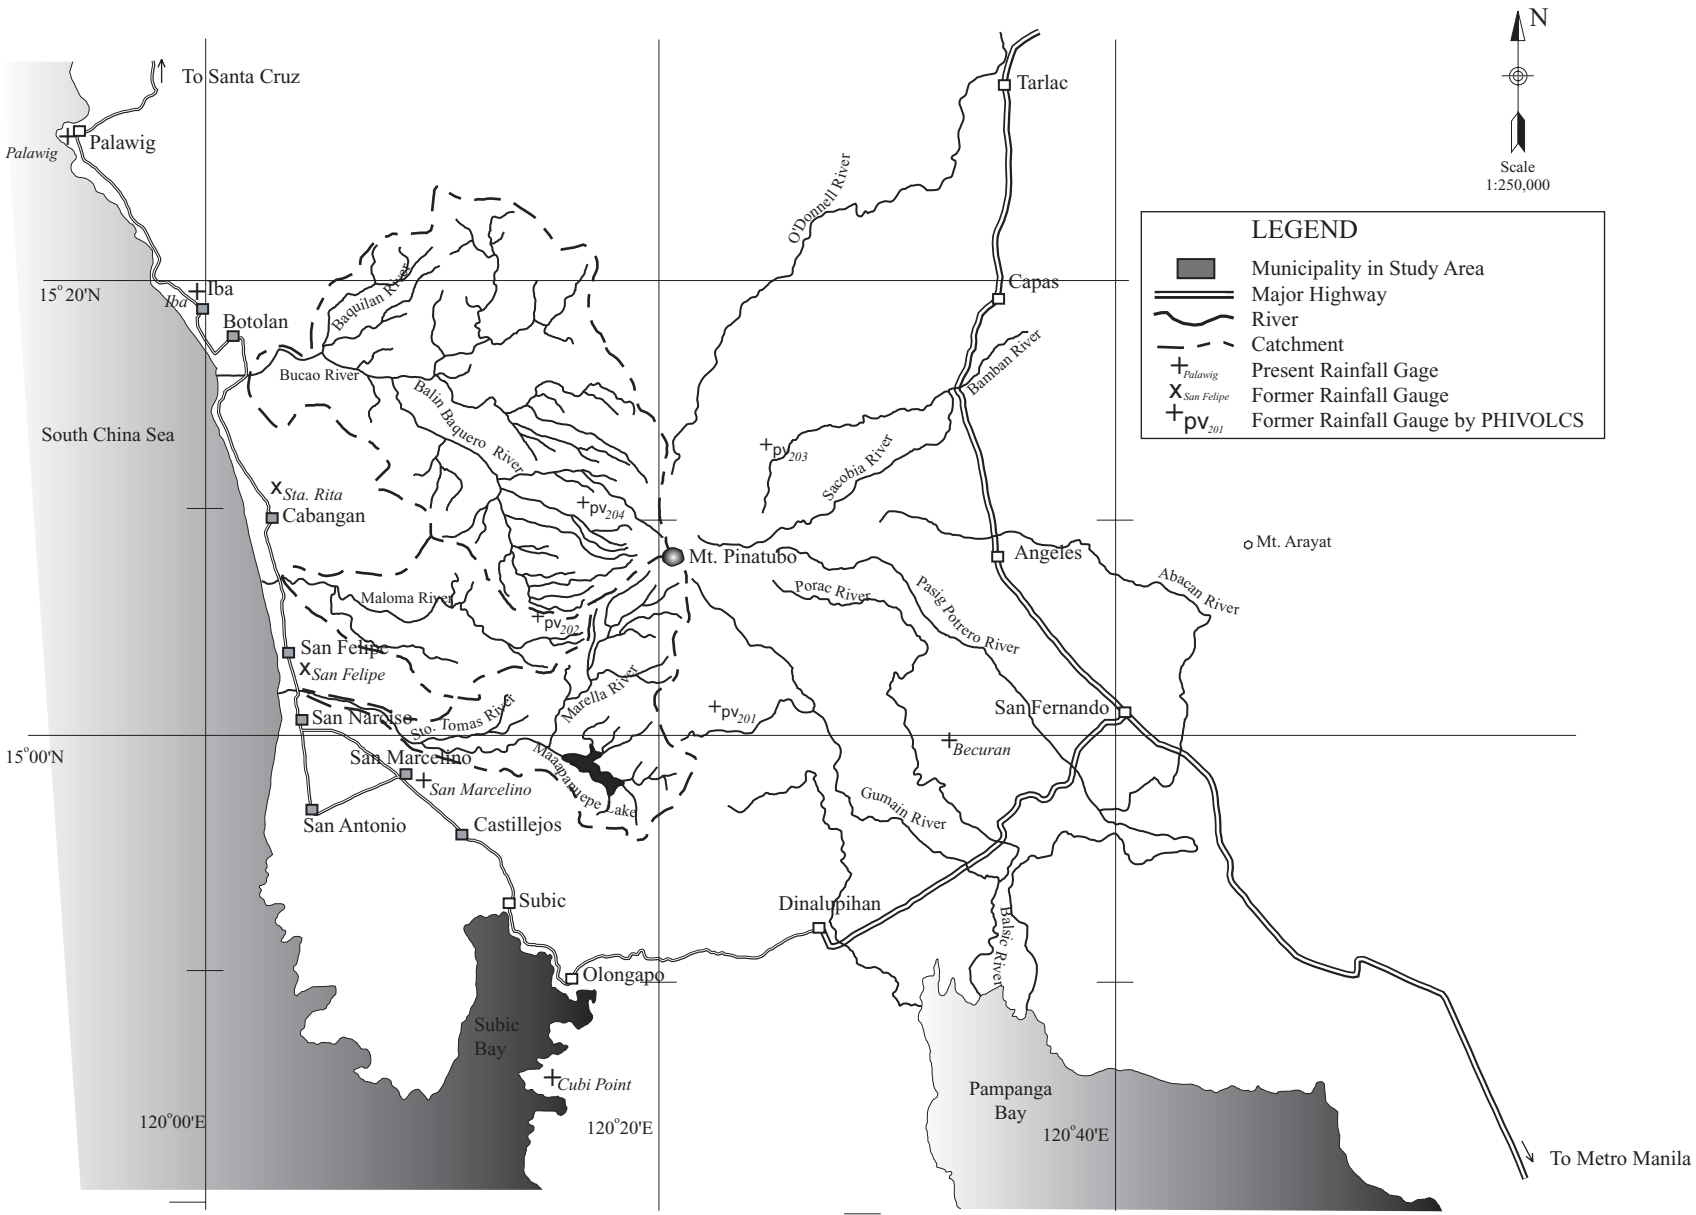 N
To Santa Cruz
Tarlac
Palawig
Palawig
Scale
1:250,000
O'Donnell River
LEGEND
Municipality in Study Area
Major Highway
River
Catchment
Palawig Present Rainfall Gage
x San Felipe Former Rainfall Gauge
pv201 Former Rainfall Gauge by PHIVOLCS
15°20'N
Iba
Iba
Botolan
Baquilan River
Capas
Bucao River
Balin Baquero River
Bamban River
South China Sea
pv203
Sacobia River
x Sta. Rita
Cabangan
pv204
Mt. Pinatubo
Angeles
Mt. Arayat
Maloma River
Porac River
Pasig Potrero River
Abacan River
pv202
San Felipe
x San Felipe
Marella River
San Narciso
Sto. Tomas River
pv201
San Fernando
15°00'N
San Marcelino
Maaapanuepe Lake
Becuran
San Marcelino
San Antonio
Castillejos
Gumain River
Subic
Dinalupihan
Balsic River
Olongapo
Subic
Bay
Cubi Point
Pampanga
Bay
120°00'E
120°20'E
120°40'E
To Metro Manila